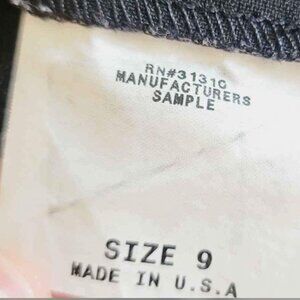 RN#31310
MANUFACTURERS
SAMPLE
SIZE 9
MADE IN U.S.A